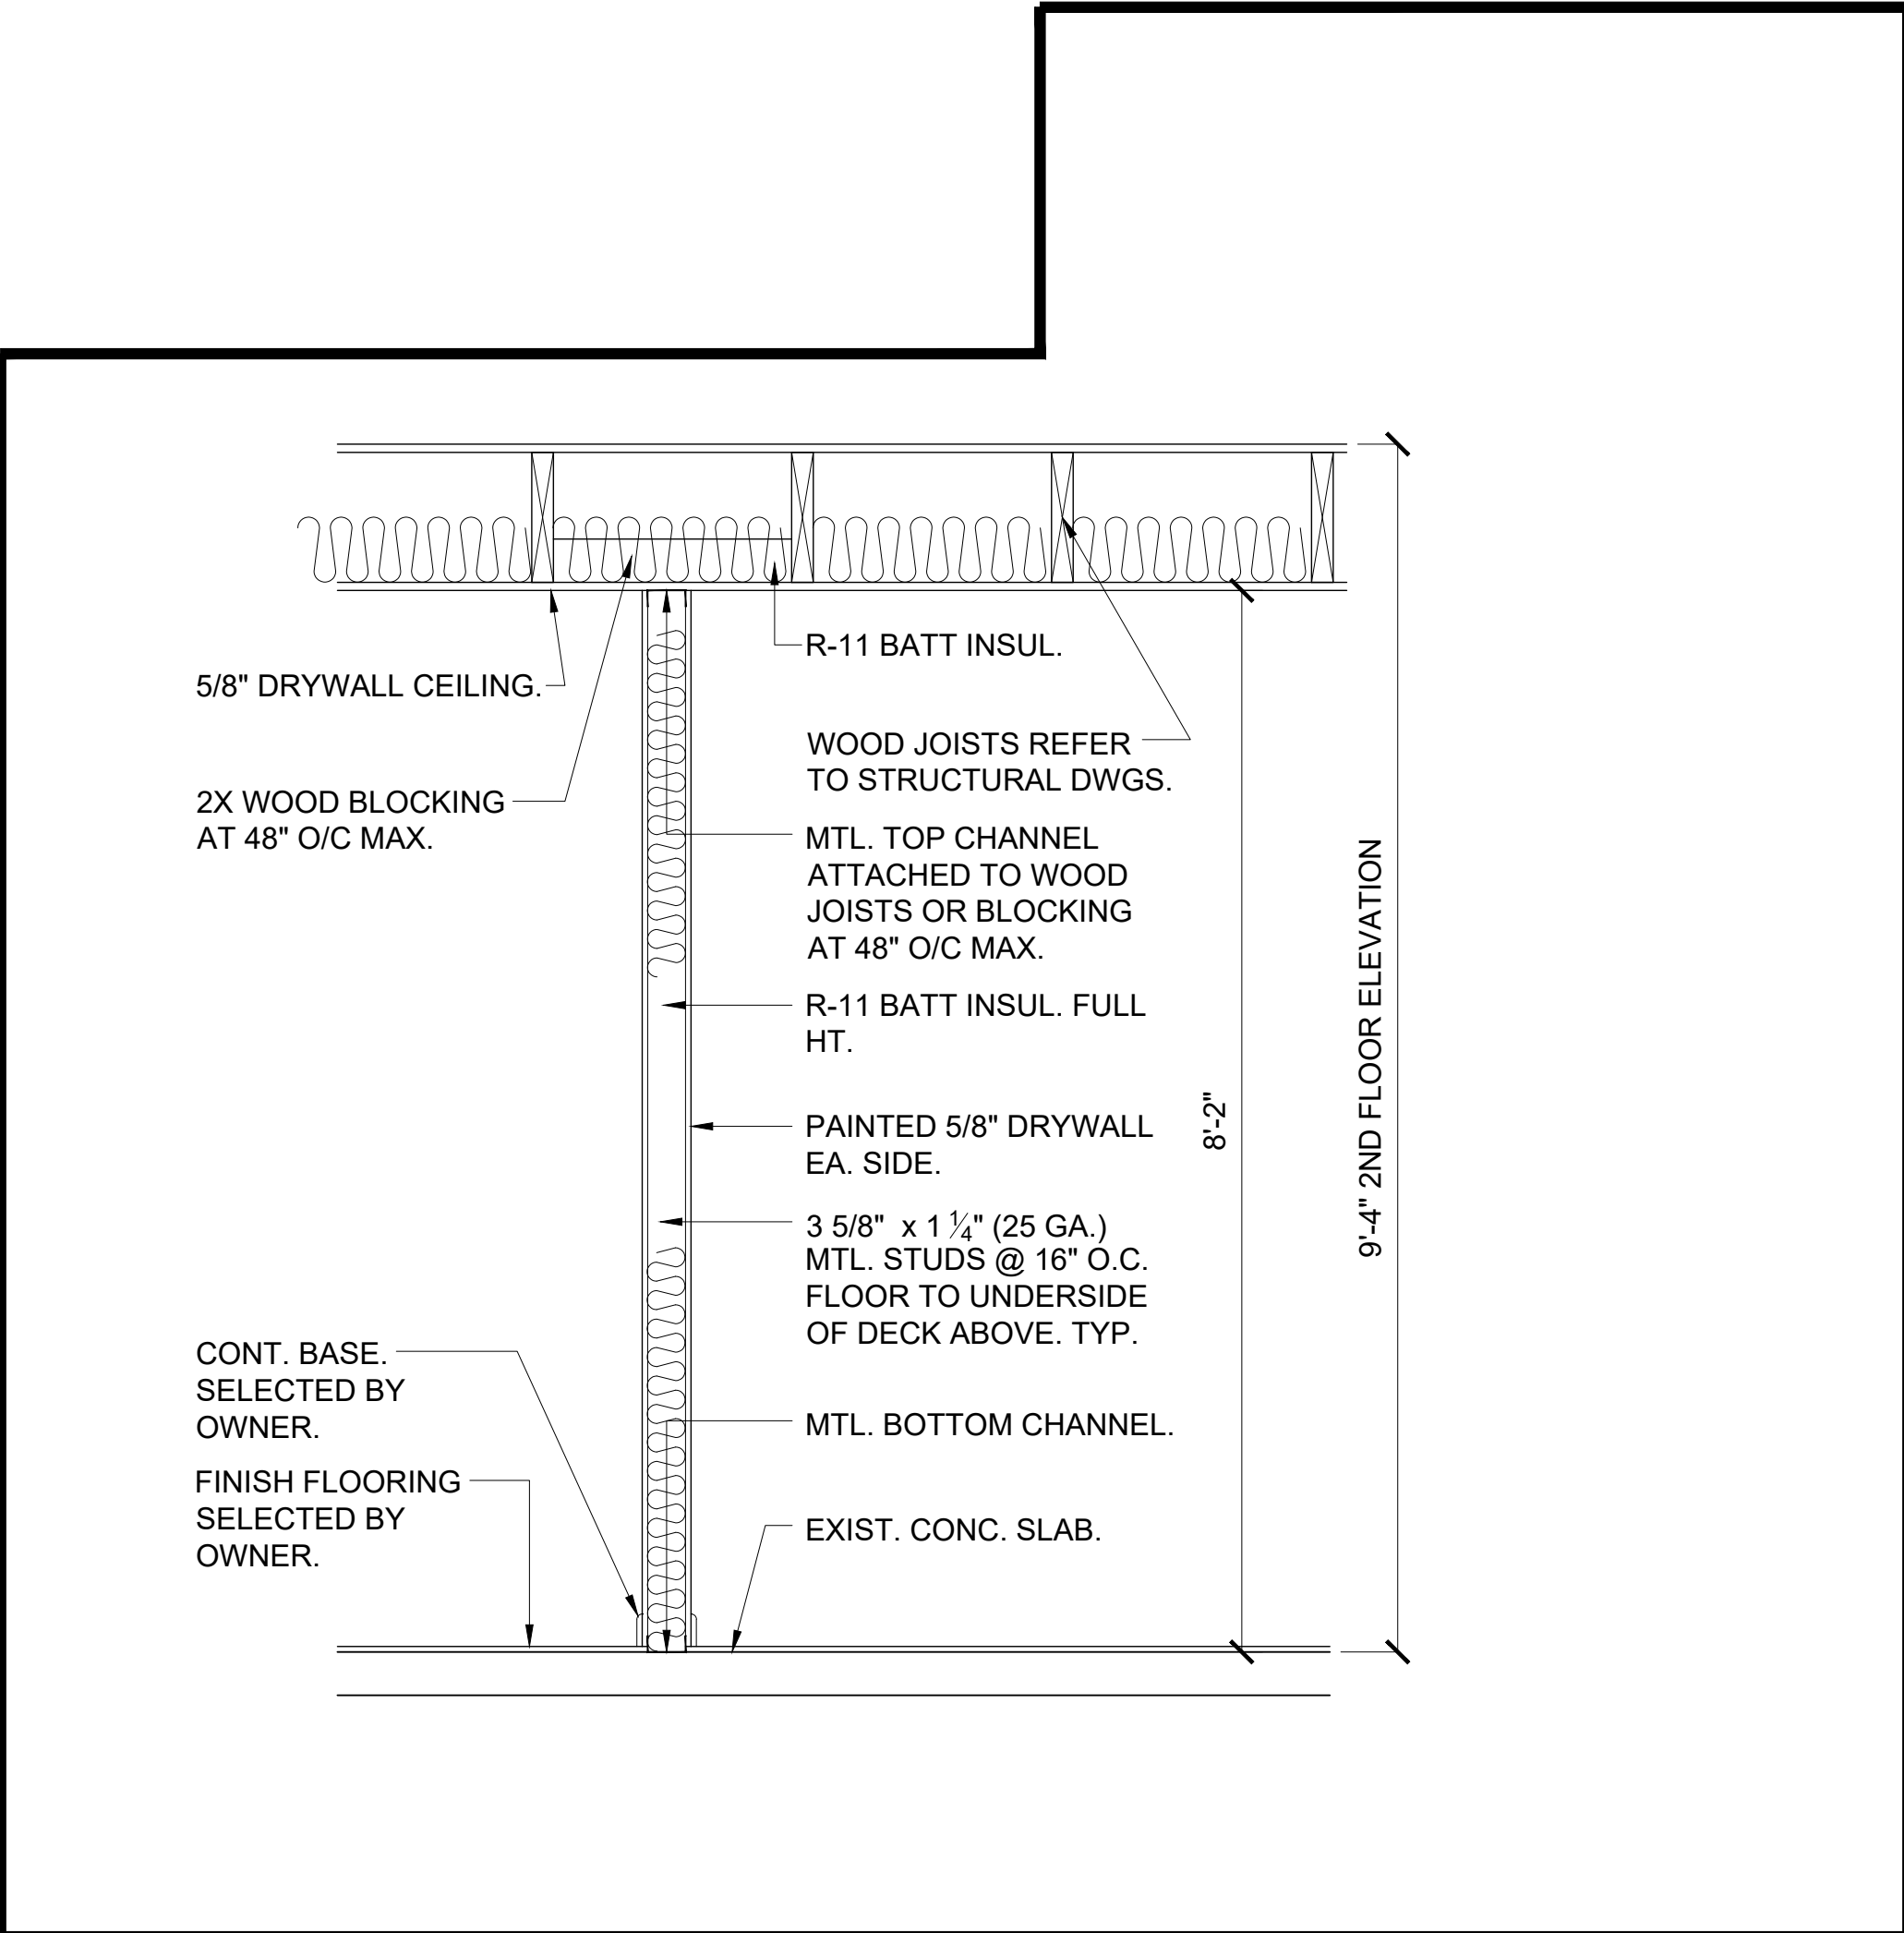 R-11 BATT INSUL.
5/8" DRYWALL CEILING.
WOOD JOISTS REFER
TO STRUCTURAL DWGS.
2X WOOD BLOCKING
AT 48" O/C MAX.
MTL. TOP CHANNEL
ATTACHED TO WOOD
JOISTS OR BLOCKING
AT 48" O/C MAX.
R-11 BATT INSUL. FULL
HT.
PAINTED 5/8" DRYWALL
EA. SIDE.
8'-2"
9'-4" 2ND FLOOR ELEVATION
3 5/8" x 1 1/4" (25 GA.)
MTL. STUDS @ 16" O.C.
FLOOR TO UNDERSIDE
OF DECK ABOVE. TYP.
CONT. BASE.
SELECTED BY
OWNER.
MTL. BOTTOM CHANNEL.
FINISH FLOORING
SELECTED BY
OWNER.
EXIST. CONC. SLAB.